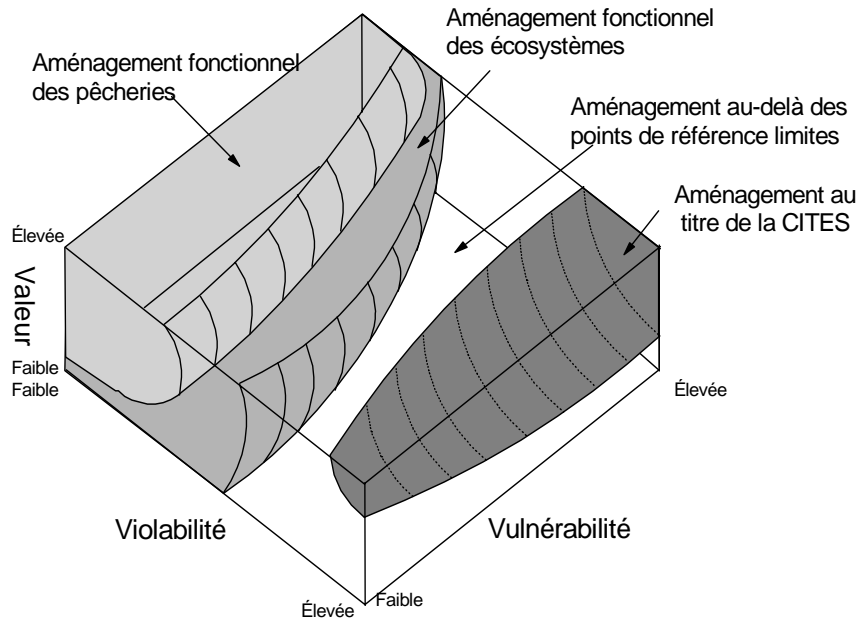 Aménagement fonctionnel
des écosystèmes
Aménagement fonctionnel
des pêcheries
Aménagement au-delà des
points de référence limites
Aménagement au
titre de la CITES
Élevée
Valeur
Faible
Faible
Élevée
Violabilité
Vulnérabilité
Élevée
Faible